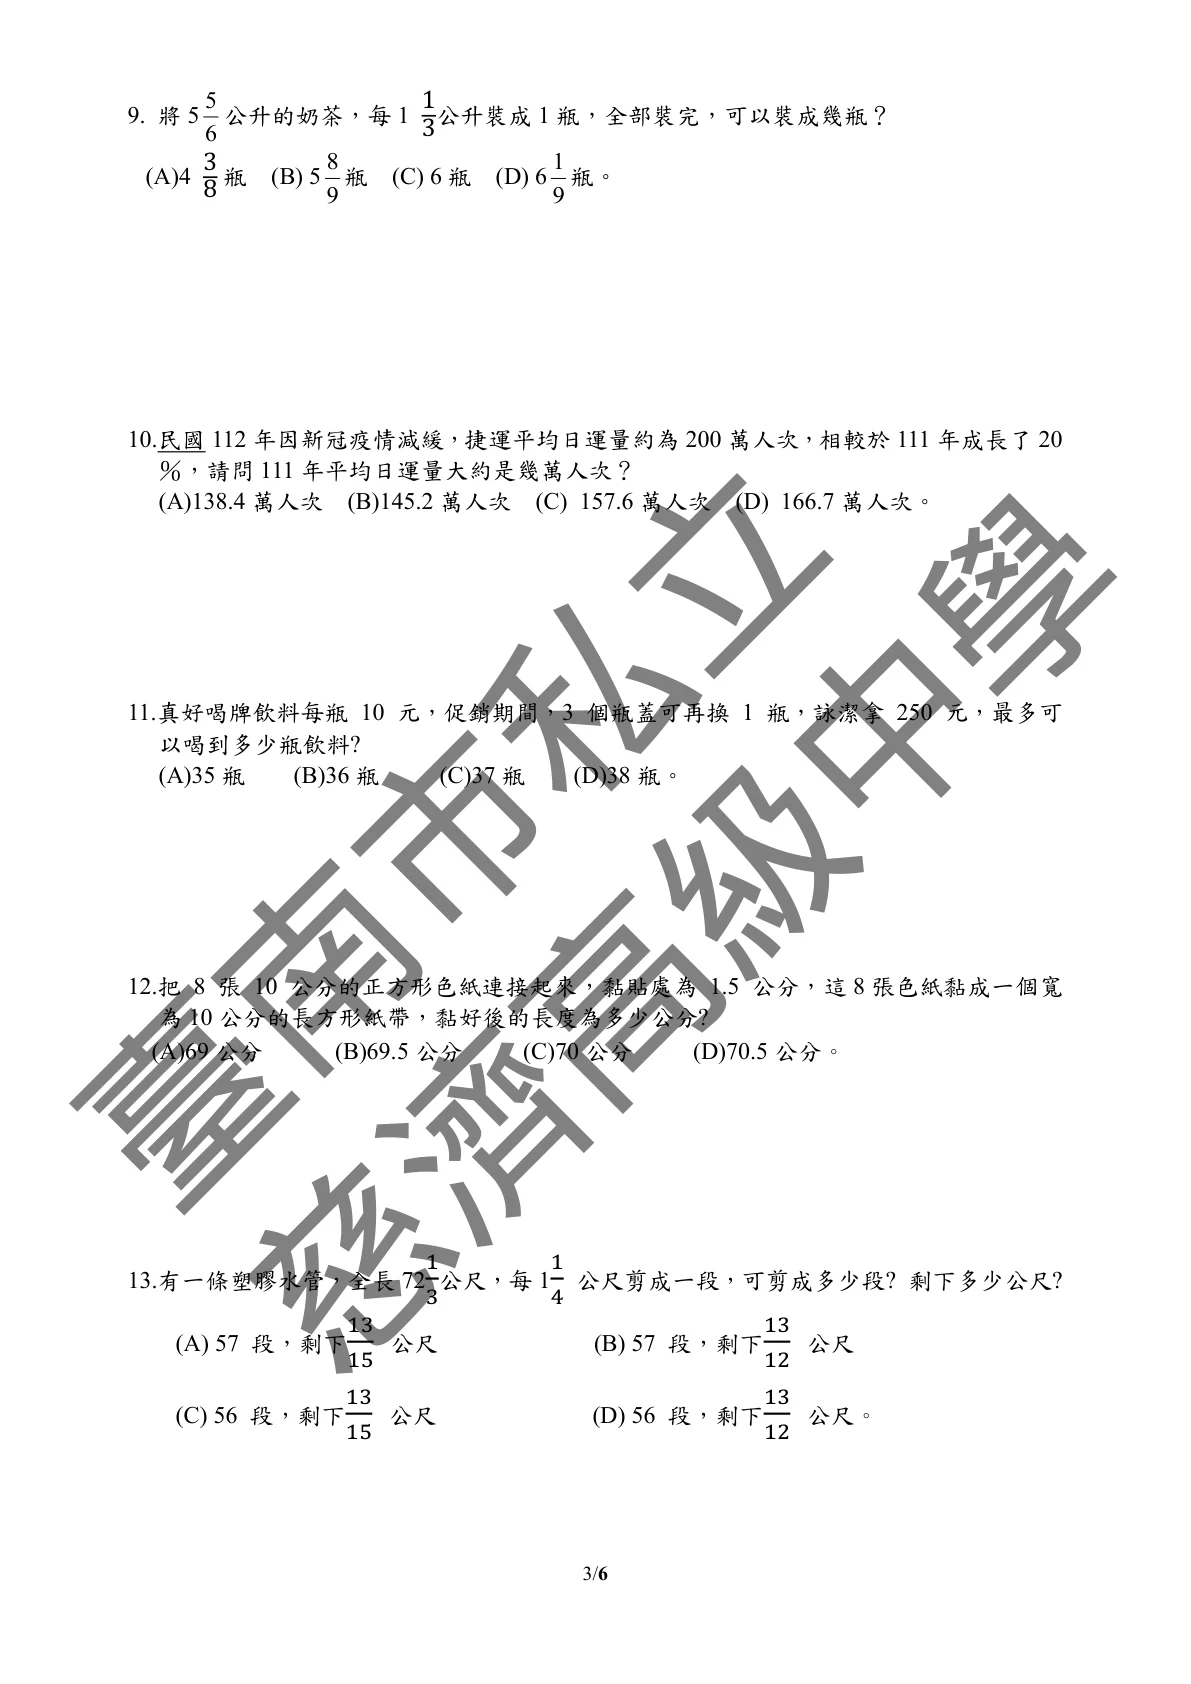 9. 將 5 5/6 公升的奶茶，每 1 1/3 公升裝成 1 瓶，全部裝完，可以裝成幾瓶？
(A)4 3/8 瓶 (B) 5 8/9 瓶 (C) 6 瓶 (D) 6 1/9 瓶。
10.民國 112 年因新冠疫情減緩，捷運平均日運量約為 200 萬人次，相較於 111 年成長了 20
％，請問 111 年平均日運量大約是幾萬人次？
(A)138.4 萬人次 (B)145.2 萬人次 (C) 157.6 萬人次 (D) 166.7 萬人次。
11.真好喝牌飲料每瓶 10 元，促銷期間，3 個瓶蓋可再換 1 瓶，詠潔拿 250 元，最多可
以喝到多少瓶飲料?
(A)35 瓶 (B)36 瓶 (C)37 瓶 (D)38 瓶。
12.把 8 張 10 公分的正方形色紙連接起來，黏貼處為 1.5 公分，這 8 張色紙黏成一個寬
為 10 公分的長方形紙帶，黏好後的長度為多少公分?
(A)69 公分 (B)69.5 公分 (C)70 公分 (D)70.5 公分。
13.有一條塑膠水管，全長 72 1/3 公尺，每 1 1/4 公尺剪成一段，可剪成多少段? 剩下多少公尺?
(A) 57 段，剩下 13/15 公尺 (B) 57 段，剩下 13/12 公尺
(C) 56 段，剩下 13/15 公尺 (D) 56 段，剩下 13/12 公尺。
臺南市私立
慈濟高級中學
3/6